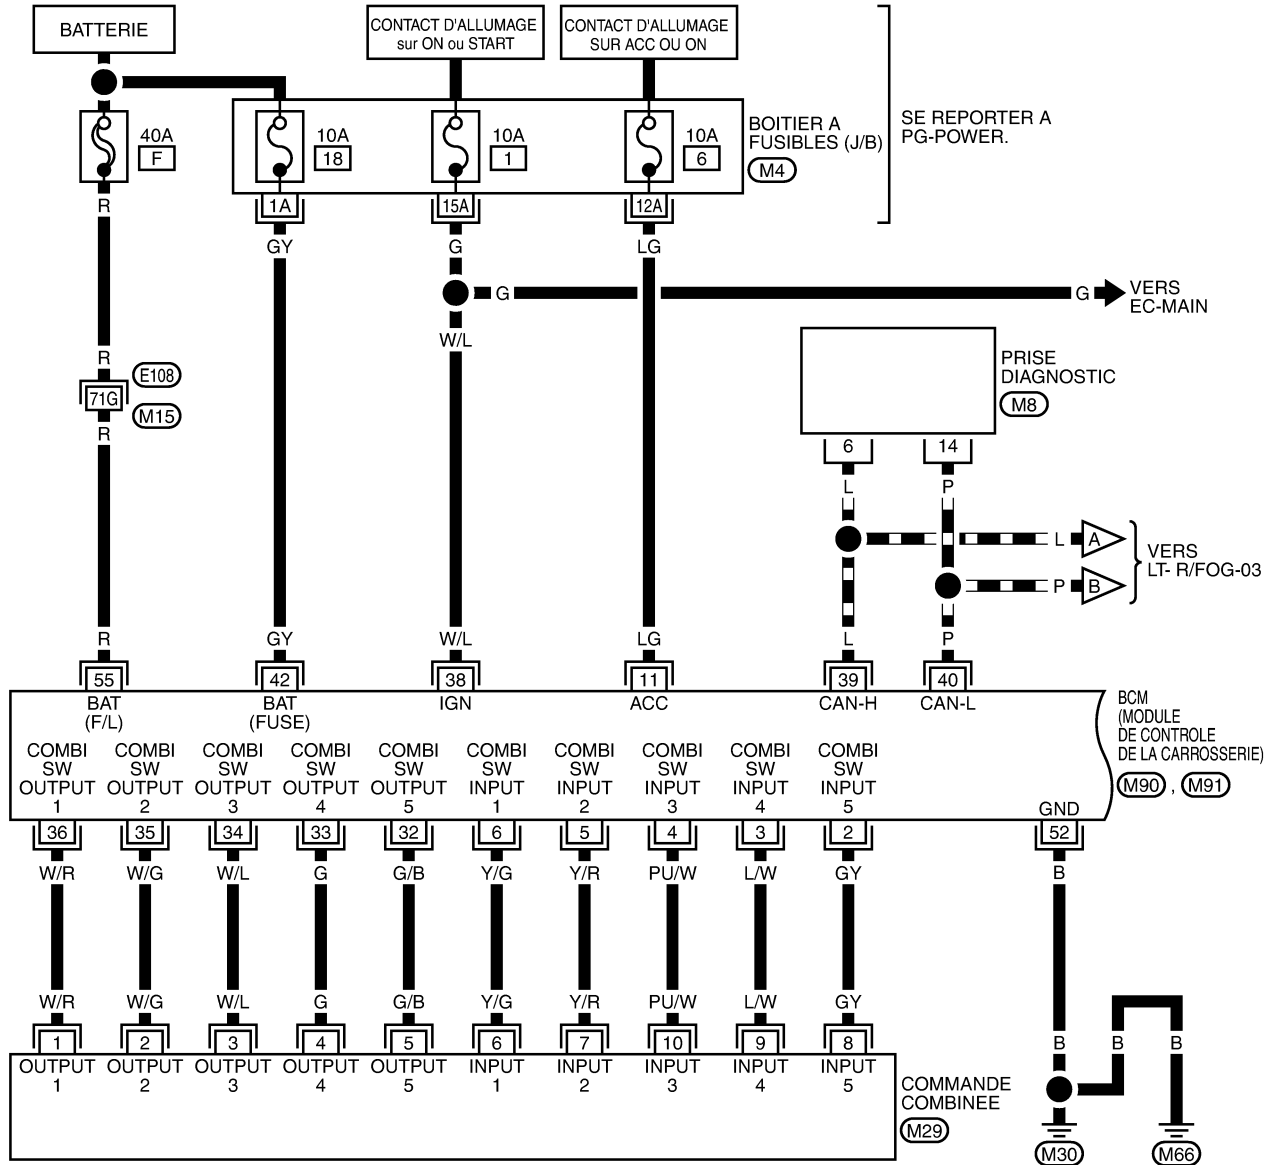 BATTERIE
CONTACT D'ALLUMAGE
sur ON ou START
CONTACT D'ALLUMAGE
SUR ACC OU ON
40A
F
10A
18
10A
1
10A
6
BOITIER A
FUSIBLES (J/B)
M4
SE REPORTER A
PG-POWER.
1A
15A
12A
R
GY
G
LG
G
G
VERS
EC-MAIN
W/L
R
E108
71G
M15
R
PRISE
DIAGNOSTIC
M8
6
14
L
P
L
A
P
B
VERS
LT- R/FOG-03
R
GY
W/L
LG
L
P
55
42
38
11
39
40
BAT
(F/L)
BAT
(FUSE)
IGN
ACC
CAN-H
CAN-L
BCM
(MODULE
DE CONTROLE
DE LA CARROSSERIE)
M90 , M91
COMBI
SW
OUTPUT
1
COMBI
SW
OUTPUT
2
COMBI
SW
OUTPUT
3
COMBI
SW
OUTPUT
4
COMBI
SW
OUTPUT
5
COMBI
SW
INPUT
1
COMBI
SW
INPUT
2
COMBI
SW
INPUT
3
COMBI
SW
INPUT
4
COMBI
SW
INPUT
5
GND
36
35
34
33
32
6
5
4
3
2
52
W/R
W/G
W/L
G
G/B
Y/G
Y/R
PU/W
L/W
GY
B
W/R
W/G
W/L
G
G/B
Y/G
Y/R
PU/W
L/W
GY
B
B
B
1
2
3
4
5
6
7
10
9
8
OUTPUT
1
OUTPUT
2
OUTPUT
3
OUTPUT
4
OUTPUT
5
INPUT
1
INPUT
2
INPUT
3
INPUT
4
INPUT
5
COMMANDE
COMBINEE
M29
M30
M66